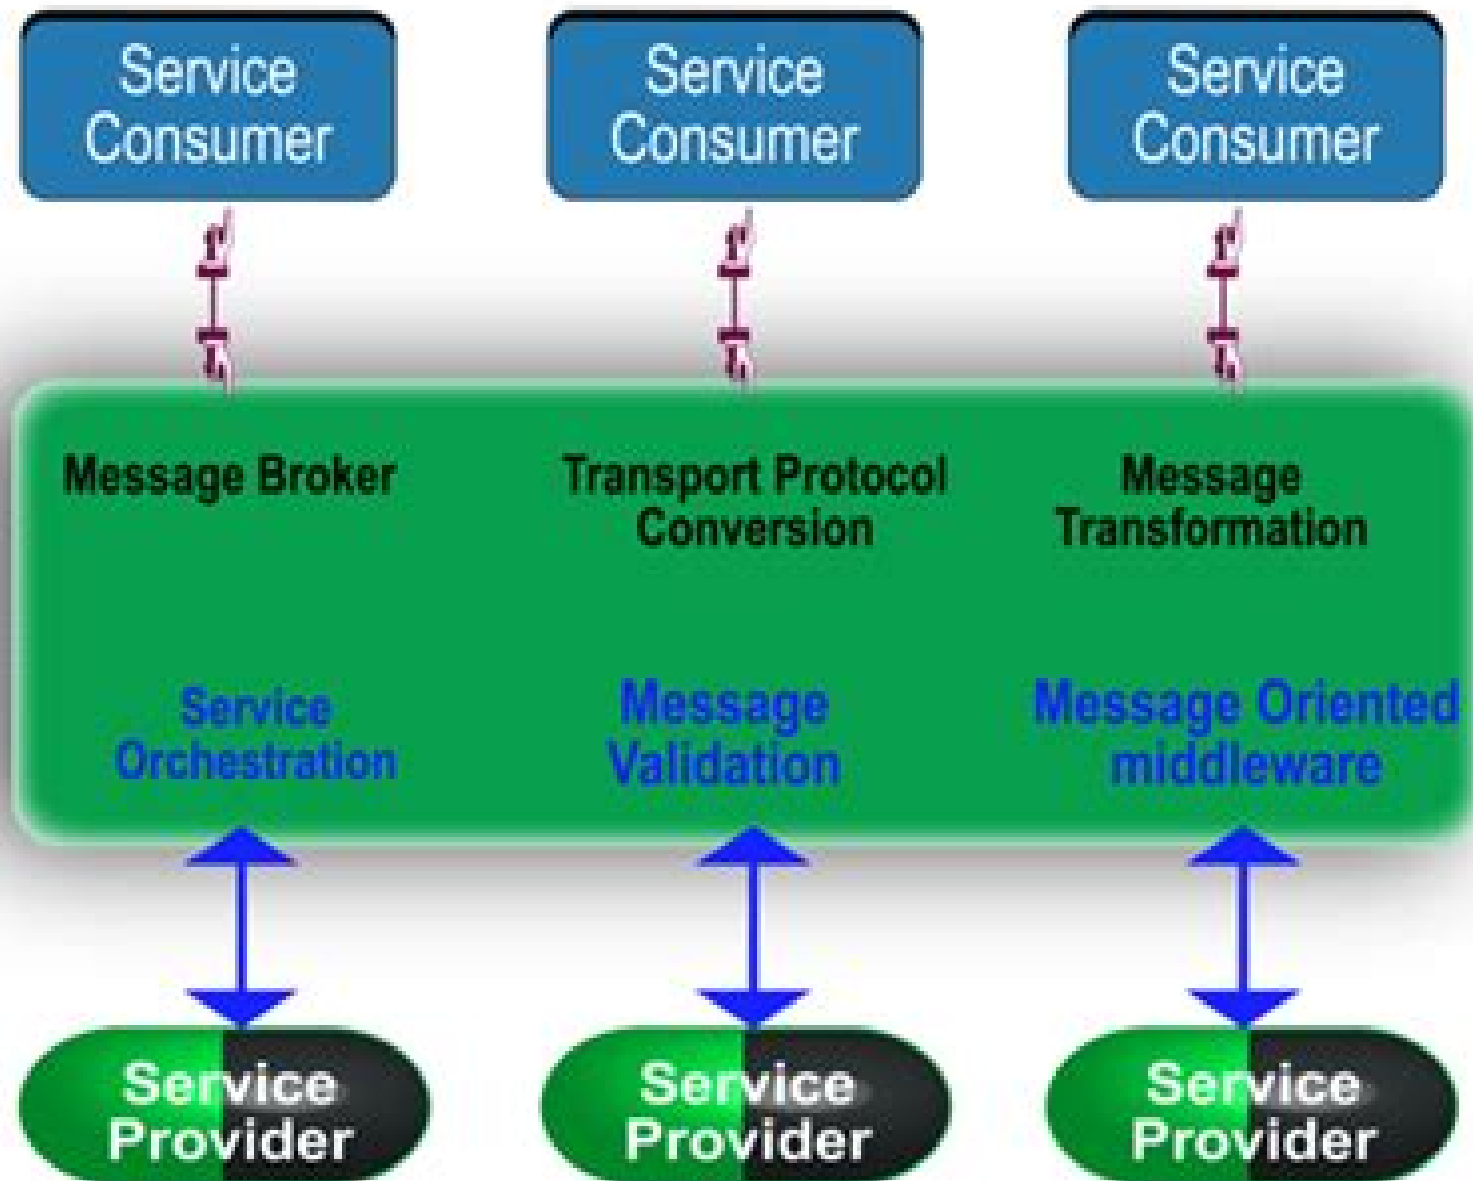 Service
Consumer
Service
Consumer
Service
Consumer
Message Broker
Transport Protocol
Conversion
Message
Transformation
Service
Orchestration
Message
Validation
Message Oriented
middleware
Service
Provider
Service
Provider
Service
Provider